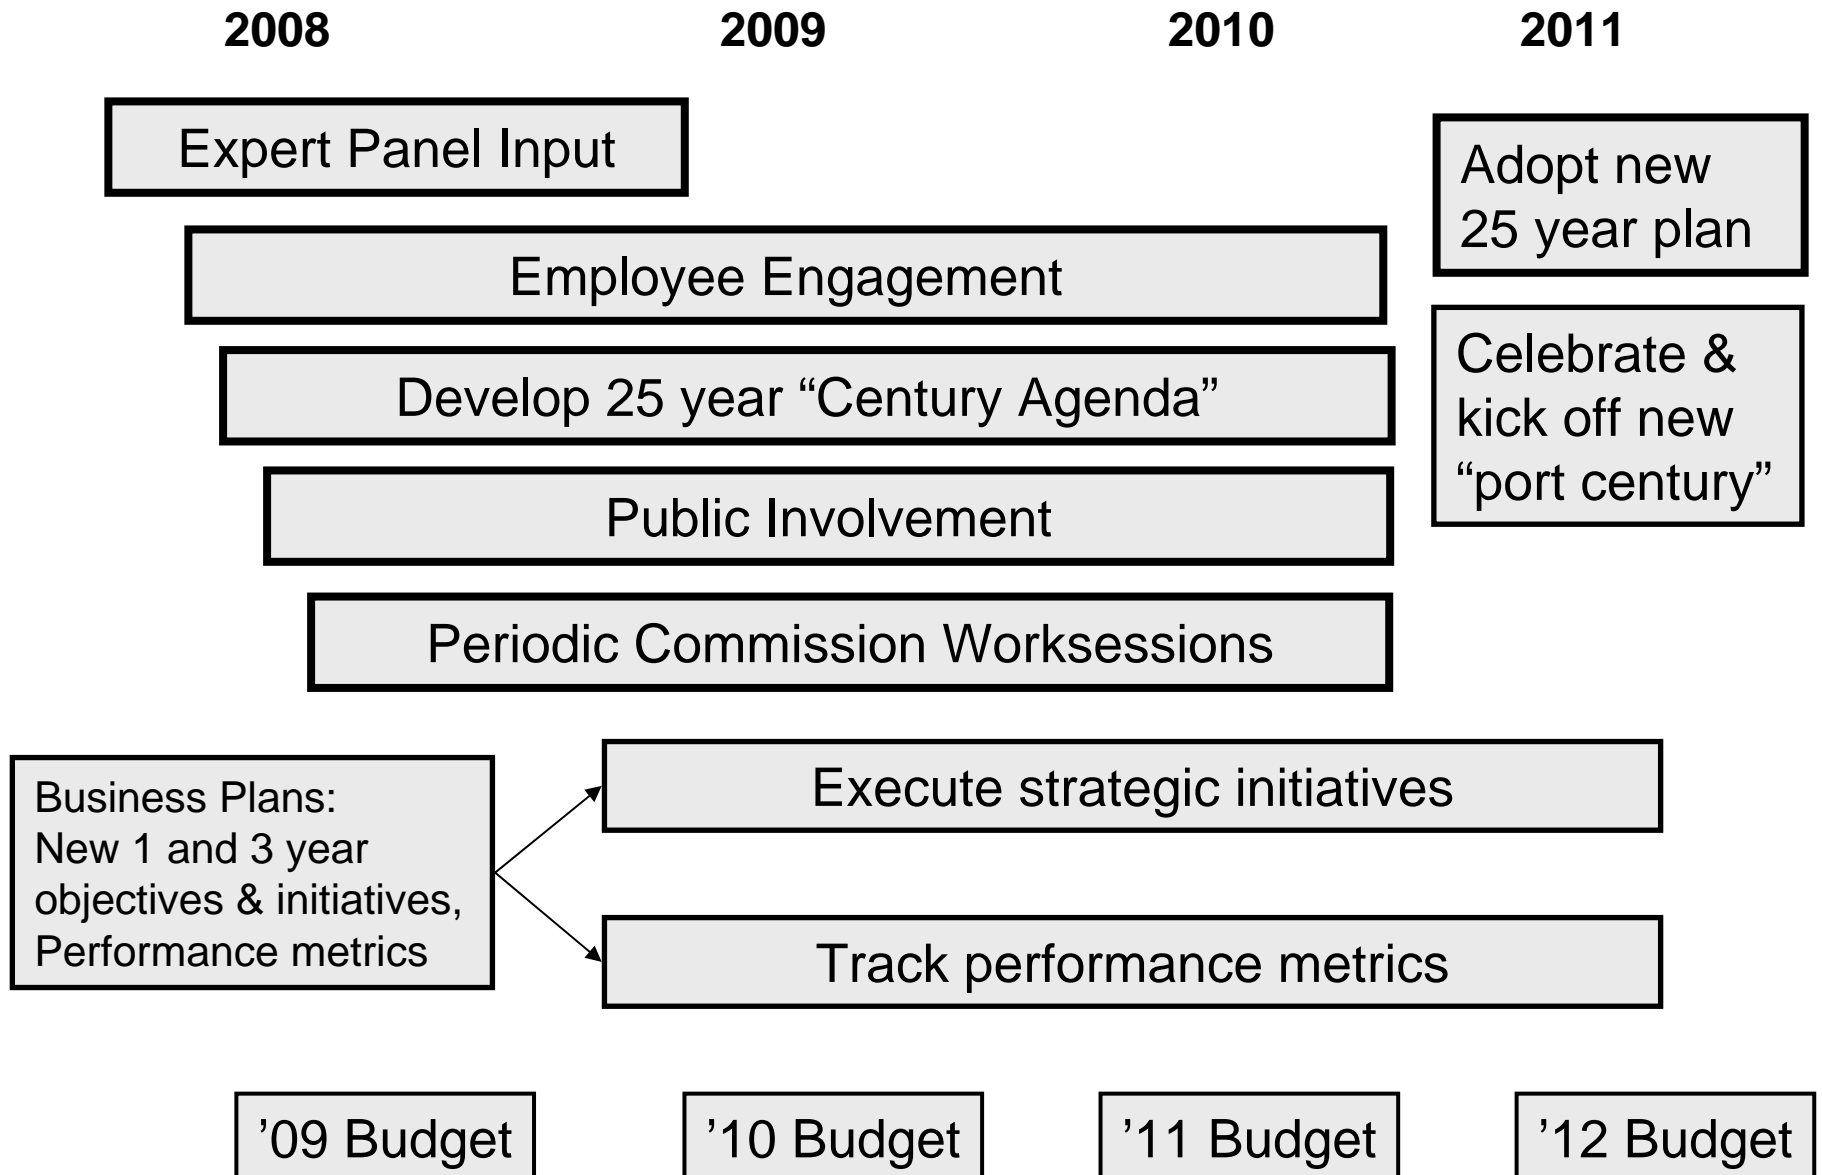 2008 2009 2010 2011
Expert Panel Input
Adopt new
25 year plan
Employee Engagement
Celebrate &
kick off new
“port century”
Develop 25 year “Century Agenda”
Public Involvement
Periodic Commission Worksessions
Business Plans:
New 1 and 3 year
objectives & initiatives,
Performance metrics
Execute strategic initiatives
Track performance metrics
’09 Budget ’10 Budget ’11 Budget ’12 Budget